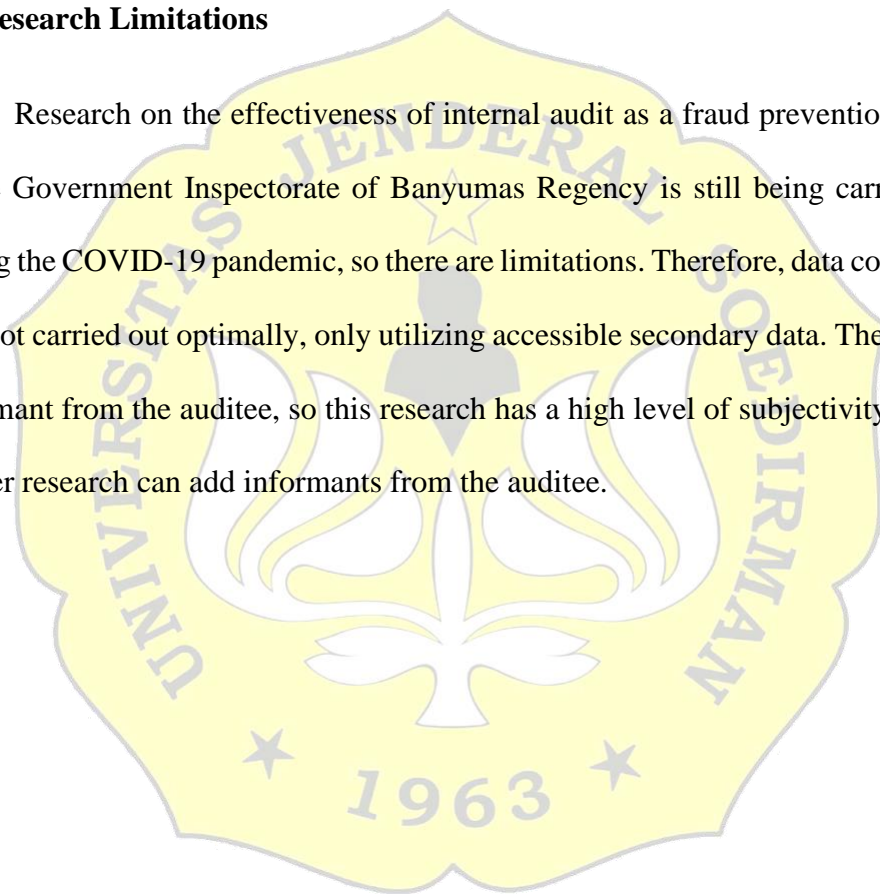 esearch Limitations
Research on the effectiveness of internal audit as a fraud preventio
Government Inspectorate of Banyumas Regency is still being carr
g the COVID-19 pandemic, so there are limitations. Therefore, data co
ot carried out optimally, only utilizing accessible secondary data. The
mant from the auditee, so this research has a high level of subjectivity
er research can add informants from the auditee.
UNIVERSITAS JENDERAL SOEDIRMAN
1963